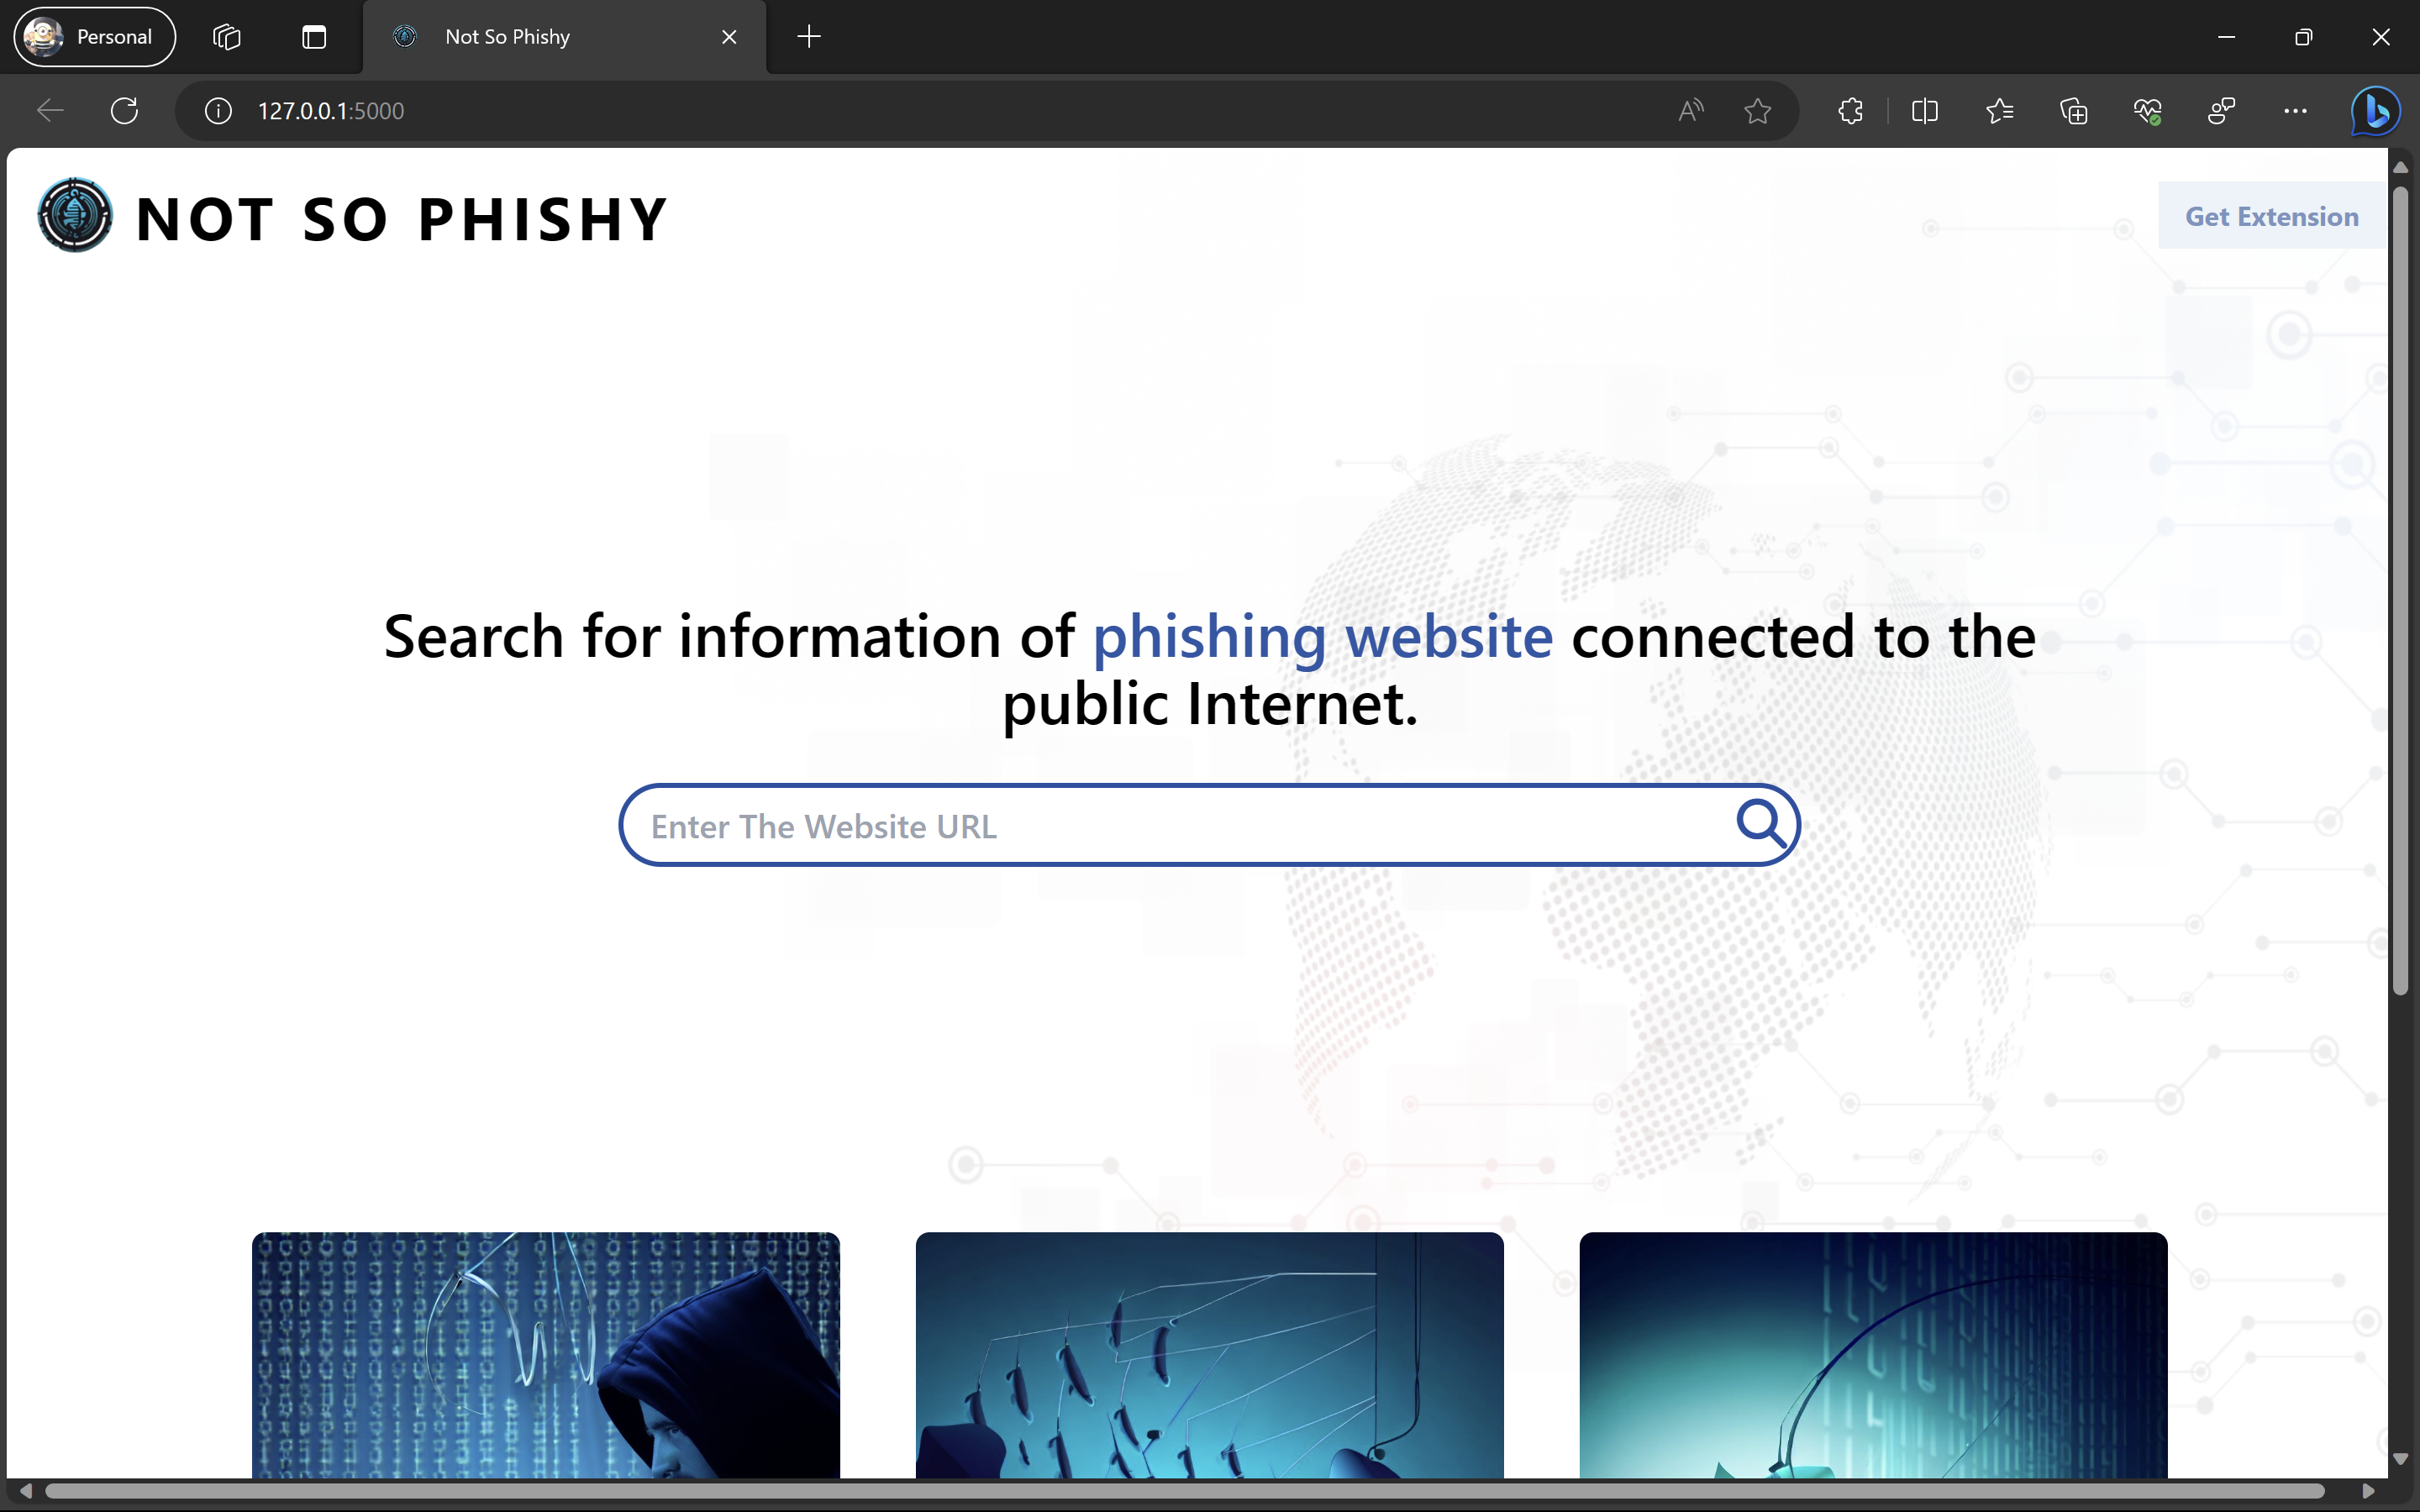 Personal
Not So Phishy
127.0.0.1:5000
NOT SO PHISHY
Get Extension
Search for information of phishing website connected to the
public Internet.
Enter The Website URL